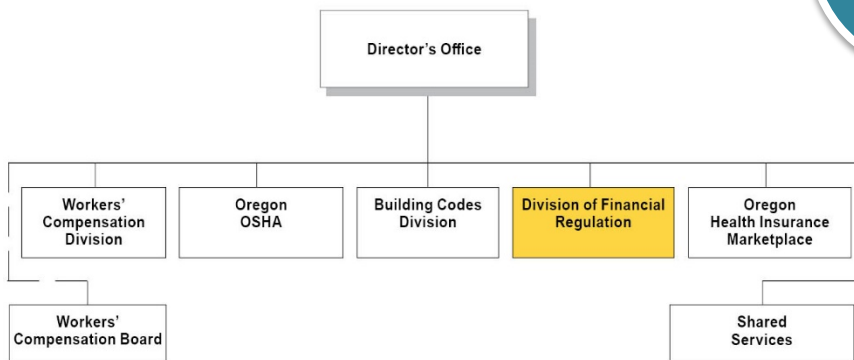 Director's Office
Workers'
Compensation
Division
Oregon
OSHA
Building Codes
Division
Division of Financial
Regulation
Oregon
Health Insurance
Marketplace
Workers'
Compensation Board
Shared
Services